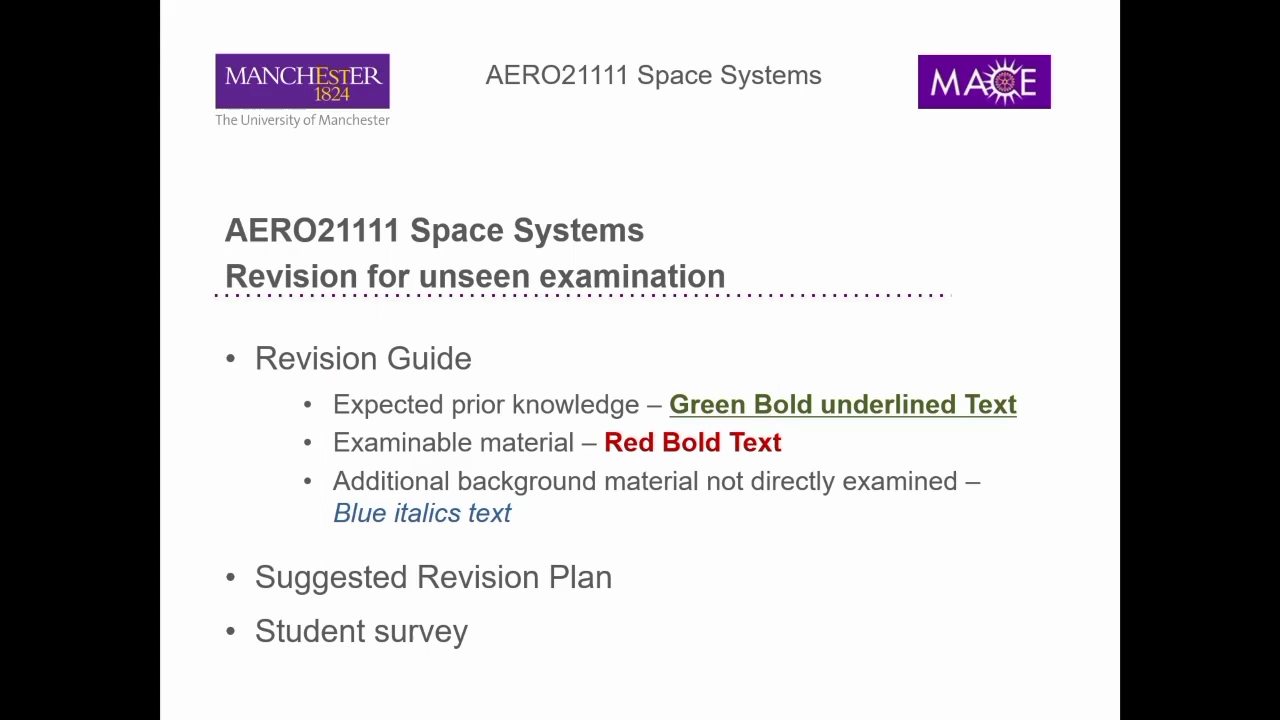 MANCHESTER
1824
The University of Manchester
AERO21111 Space Systems
MACE
AERO21111 Space Systems
Revision for unseen examination
• Revision Guide
• Expected prior knowledge – Green Bold underlined Text
• Examinable material – Red Bold Text
• Additional background material not directly examined –
Blue italics text
• Suggested Revision Plan
• Student survey